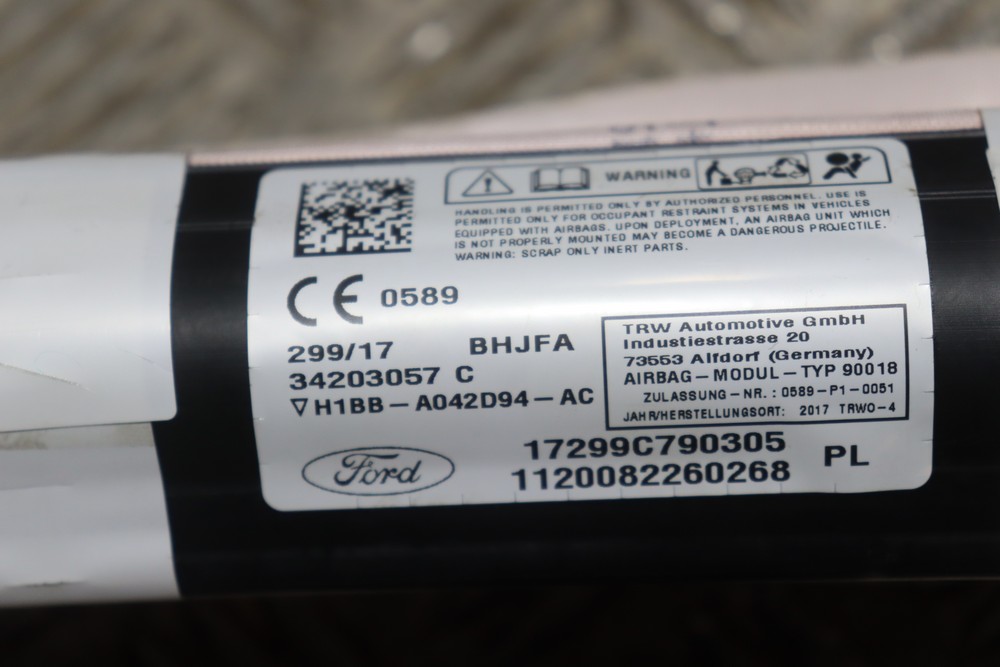 WARNING
HANDLING IS PERMITTED ONLY BY AUTHORIZED PERSONNEL. USE IS
PERMITTED ONLY FOR OCCUPANT RESTRAINT SYSTEMS IN VEHICLES
EQUIPPED WITH AIRBAGS. UPON DEPLOYMENT, AN AIRBAG UNIT WHICH
IS NOT PROPERLY MOUNTED MAY BECOME A DANGEROUS PROJECTILE.
WARNING: SCRAP ONLY INERT PARTS.
CE 0589
299/17 BHJFA
34203057 C
▽H1BB-A042D94-AC
TRW Automotive GmbH
Industiestrasse 20
73553 Alfdorf (Germany)
AIRBAG-MODUL-TYP 90018
ZULASSUNG-NR.: 0589-P1-0051
JAHR/HERSTELLUNGSORT: 2017 TRWO-4
Ford
17299C790305
1120082260268
PL